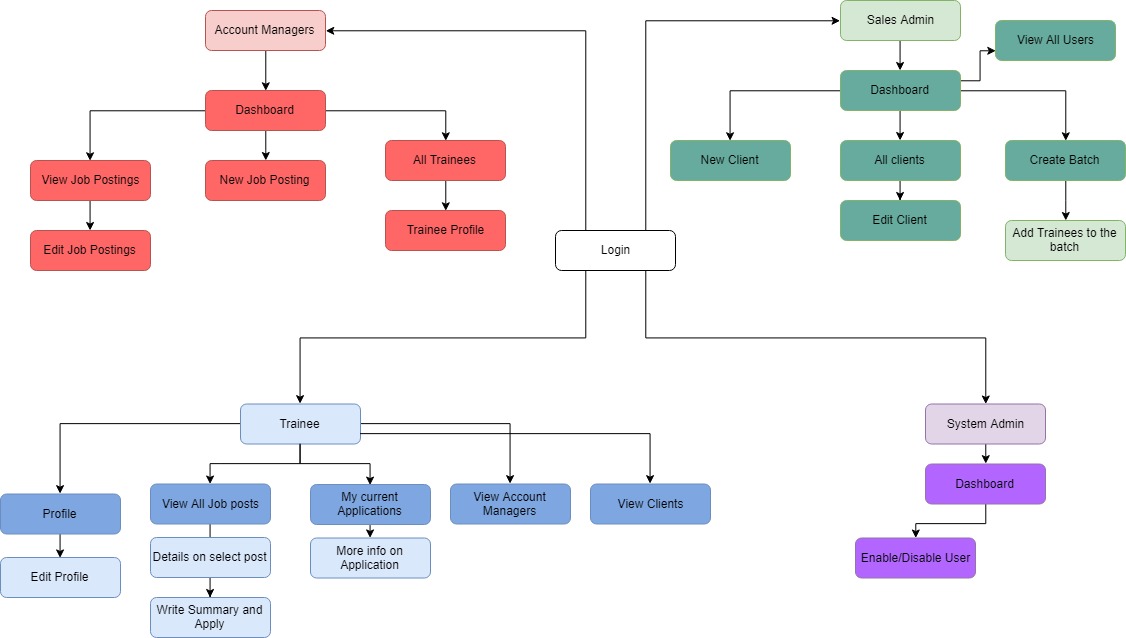 Account Managers
Dashboard
View Job Postings
New Job Posting
All Trainees
Edit Job Postings
Trainee Profile
Sales Admin
View All Users
Dashboard
New Client
All clients
Create Batch
Edit Client
Add Trainees to the
batch
Login
Trainee
Profile
View All Job posts
My current
Applications
View Account
Managers
View Clients
Edit Profile
Details on select post
More info on
Application
Write Summary and
Apply
System Admin
Dashboard
Enable/Disable User